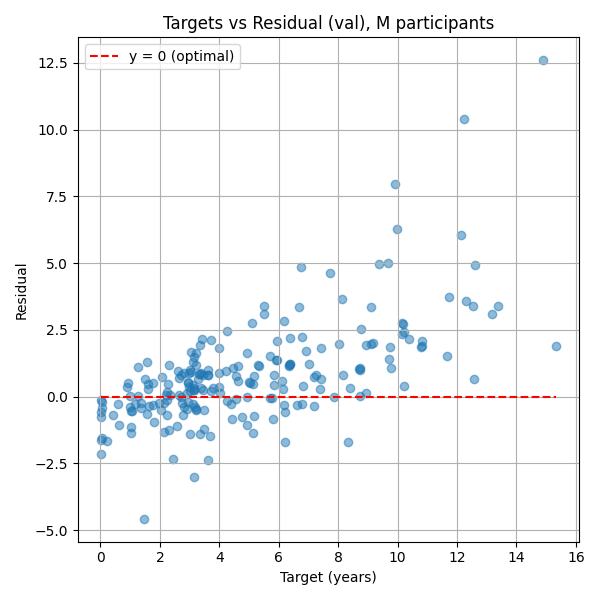 Targets vs Residual (val), M participants
y = 0 (optimal)
12.5
10.0
7.5
5.0
2.5
0.0
−2.5
−5.0
Residual
0 2 4 6 8 10 12 14 16
Target (years)